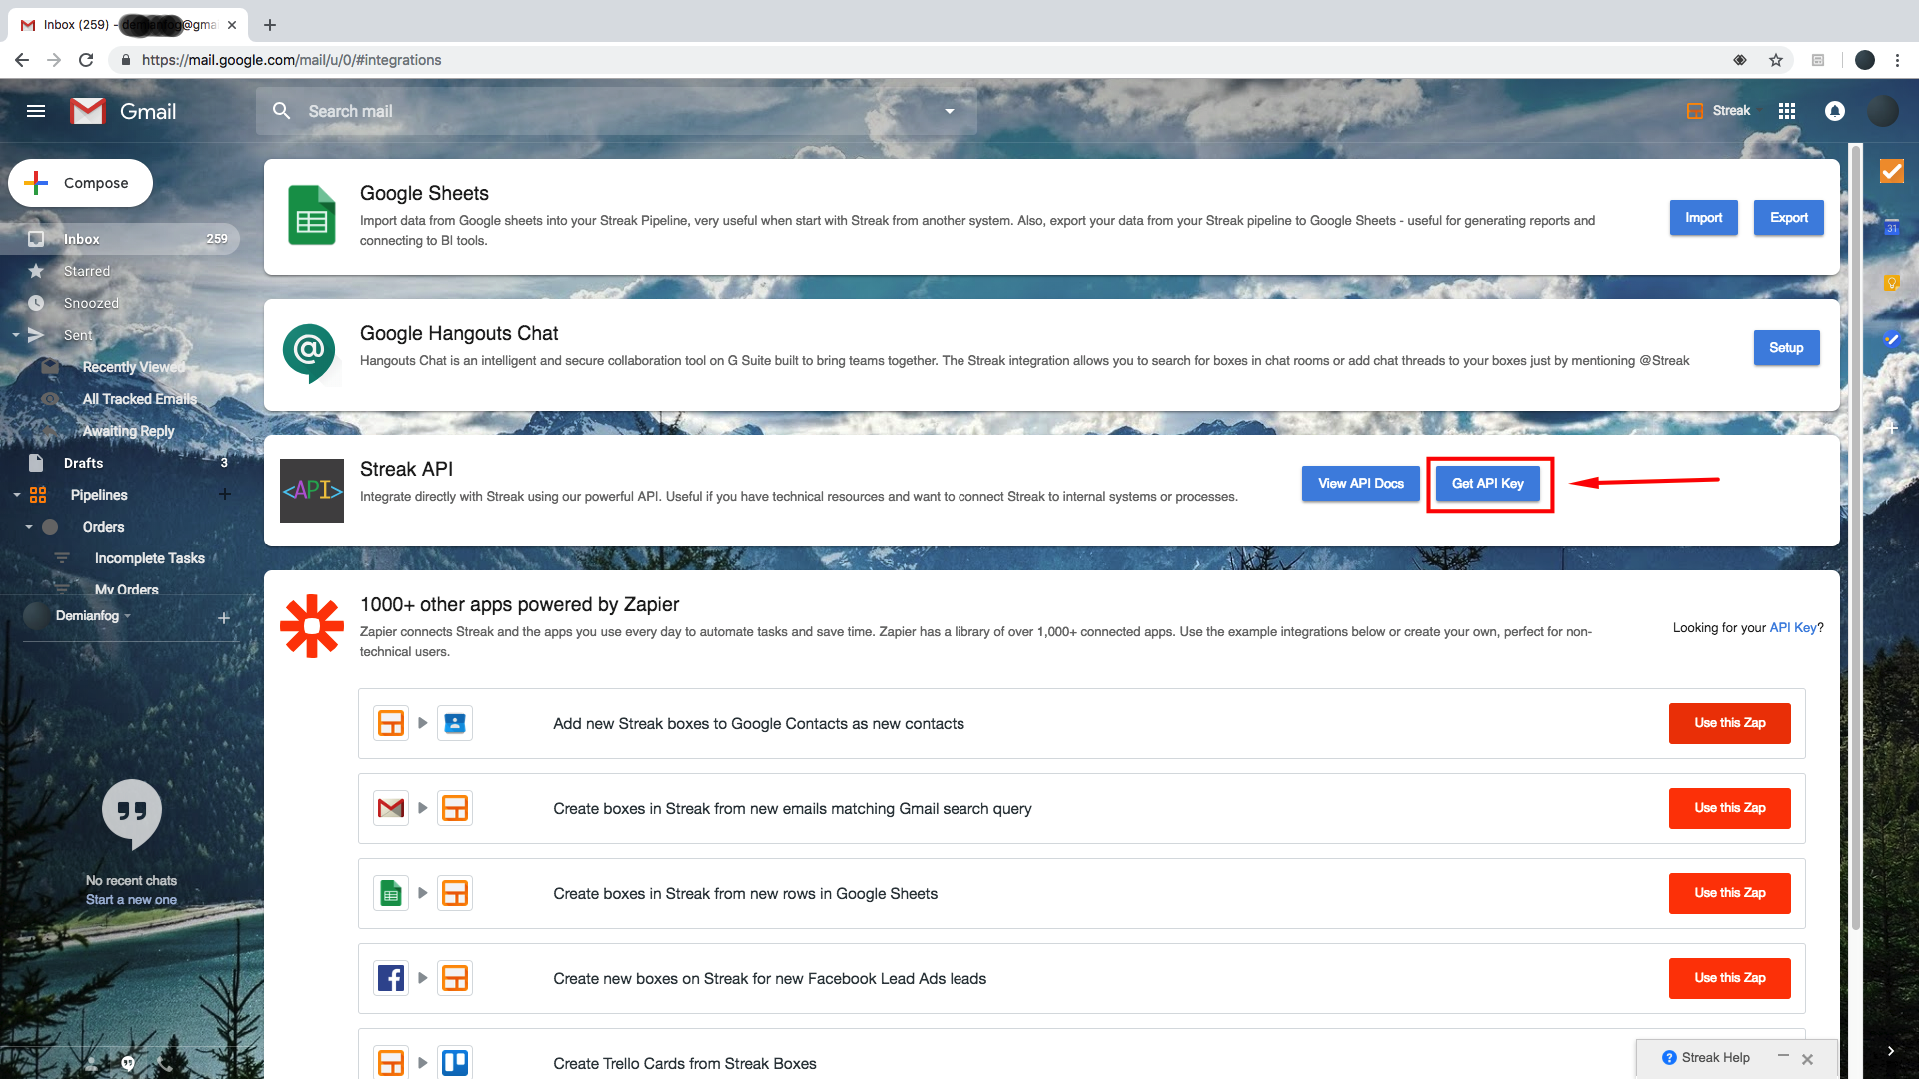 Inbox (259) -
@gma
https://mail.google.com/mail/u/0/#integrations
Gmail
Search mail
Streak
Compose
Inbox 259
Starred
Snoozed
Sent
Recently Viewed
All Tracked Emails
Awaiting Reply
Drafts 3
Pipelines
Orders
Incomplete Tasks
My Orders
Demianfog
No recent chats
Start a new one
Google Sheets
Import data from Google sheets into your Streak Pipeline, very useful when start with Streak from another system. Also, export your data from your Streak pipeline to Google Sheets - useful for generating reports and
connecting to BI tools.
Import Export
Google Hangouts Chat
Hangouts Chat is an intelligent and secure collaboration tool on G Suite built to bring teams together. The Streak integration allows you to search for boxes in chat rooms or add chat threads to your boxes just by mentioning @Streak
Setup
<API>
Streak API
Integrate directly with Streak using our powerful API. Useful if you have technical resources and want to connect Streak to internal systems or processes.
View API Docs Get API Key
1000+ other apps powered by Zapier
Zapier connects Streak and the apps you use every day to automate tasks and save time. Zapier has a library of over 1,000+ connected apps. Use the example integrations below or create your own, perfect for non-
technical users.
Looking for your API Key?
Add new Streak boxes to Google Contacts as new contacts Use this Zap
Create boxes in Streak from new emails matching Gmail search query Use this Zap
Create boxes in Streak from new rows in Google Sheets Use this Zap
Create new boxes on Streak for new Facebook Lead Ads leads Use this Zap
Create Trello Cards from Streak Boxes
Streak Help
31